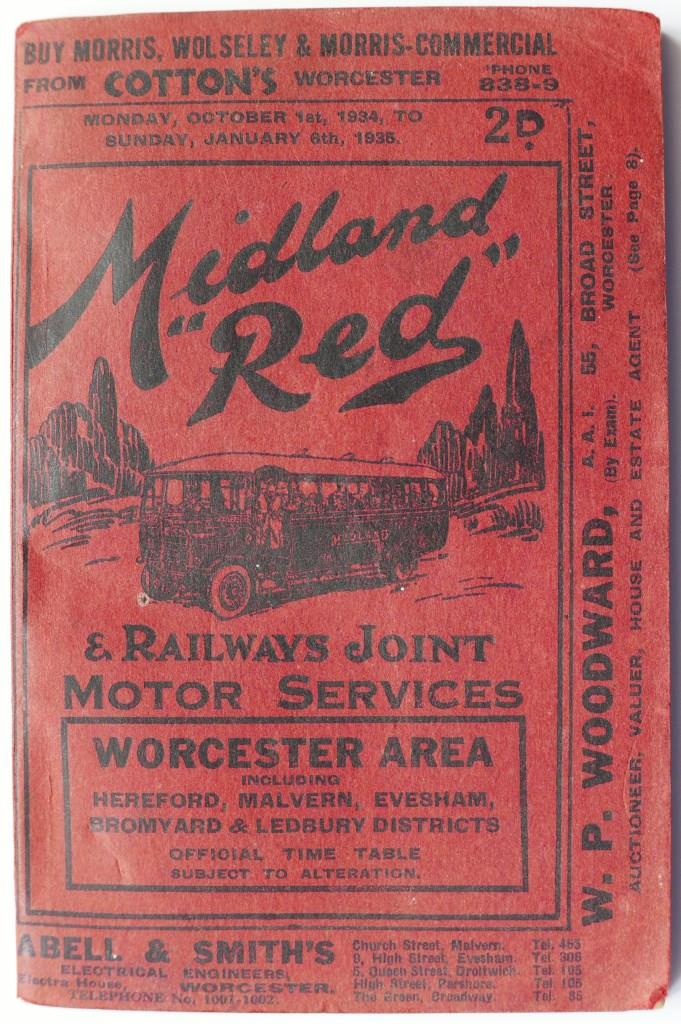 BUY MORRIS, WOLSELEY & MORRIS-COMMERCIAL
FROM COTTON'S WORCESTER 'PHONE 838-9
MONDAY, OCTOBER 1st, 1934, TO
SUNDAY, JANUARY 6th, 1935.
2D.
Midland
"Red"
MIDLAND
& RAILWAYS JOINT
MOTOR SERVICES
WORCESTER AREA
INCLUDING
HEREFORD, MALVERN, EVESHAM,
BROMYARD & LEDBURY DISTRICTS
OFFICIAL TIME TABLE
SUBJECT TO ALTERATION.
W. P. WOODWARD, A.A.I. (By Exam). 55, BROAD STREET, WORCESTER
AUCTIONEER, VALUER, HOUSE AND ESTATE AGENT (See Page 8).
ABELL & SMITH'S
ELECTRICAL ENGINEERS,
Electra House, WORCESTER.
TELEPHONE No. 1001-1002.
Church Street, Malvern. Tel. 453
9, High Street, Evesham. Tel. 306
5, Queen Street, Droitwich. Tel. 105
High Street, Pershore. Tel. 105
The Green, Broadway. Tel. 35